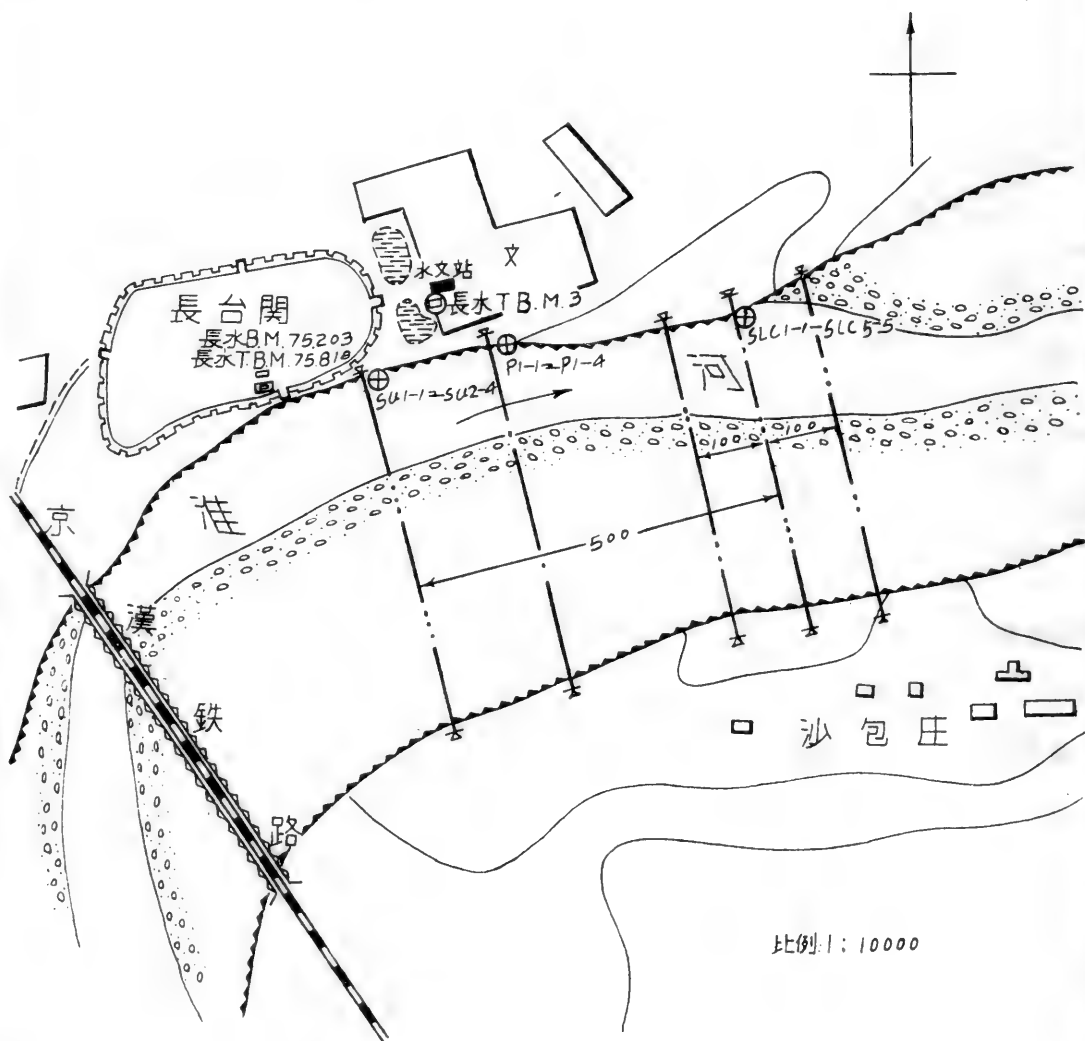 水文站
長水T.B.M.3
長台関
長水B.M.75.203
長水T.B.M.75.818
P1-1=P1-4
SLC1-1-SLC5-5
SU1-1=SU2-4
河
100
100
淮
500
京
漢
鉄
路
沙包庄
比例 1:10000